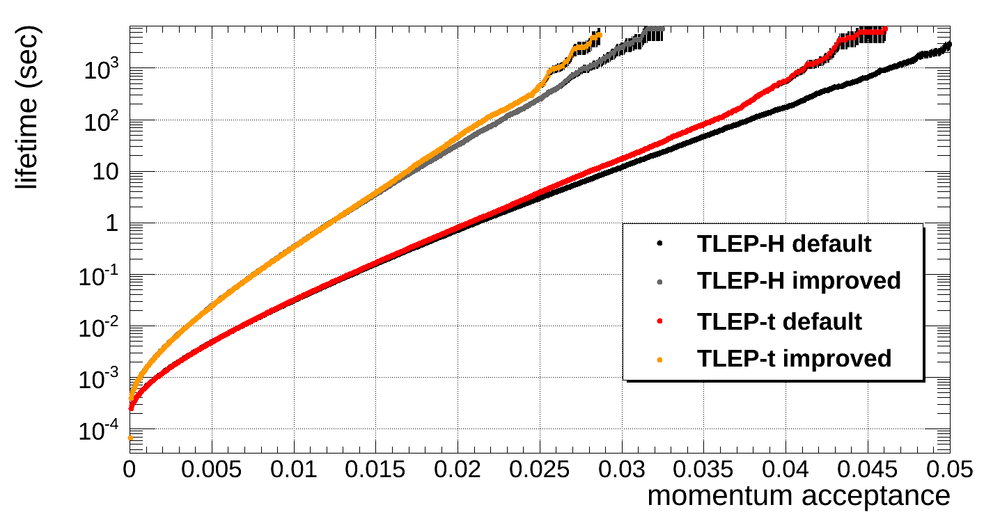 lifetime (sec)
10³
10²
10
1
10⁻¹
10⁻²
10⁻³
10⁻⁴
TLEP-H default
TLEP-H improved
TLEP-t default
TLEP-t improved
0 0.005 0.01 0.015 0.02 0.025 0.03 0.035 0.04 0.045 0.05
momentum acceptance